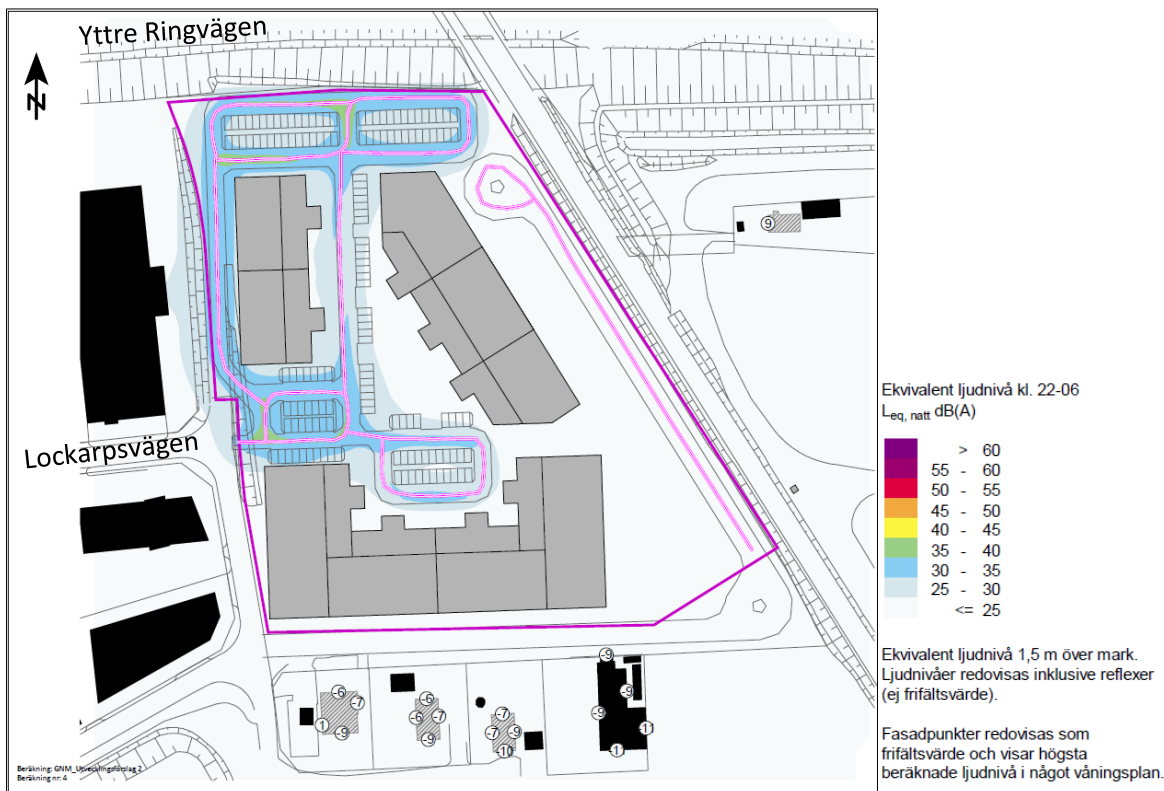 Yttre Ringvägen
N
9
Ekvivalent ljudnivå kl. 22-06
Leq, natt dB(A)
> 60
55 - 60
50 - 55
45 - 50
40 - 45
35 - 40
30 - 35
25 - 30
<= 25
Lockarpsvägen
Ekvivalent ljudnivå 1,5 m över mark.
Ljudnivåer redovisas inklusive reflexer
(ej frifältsvärde).
-6
-7
1
-9
-6
-6
-7
-9
-7
-7
-9
-10
-9
-9
-9
-11
Fasadpunkter redovisas som
frifältsvärde och visar högsta
beräknade ljudnivå i något våningsplan.
Beräkning: GNM_Utvecklingsförslag 2
Beräkning nr: 4